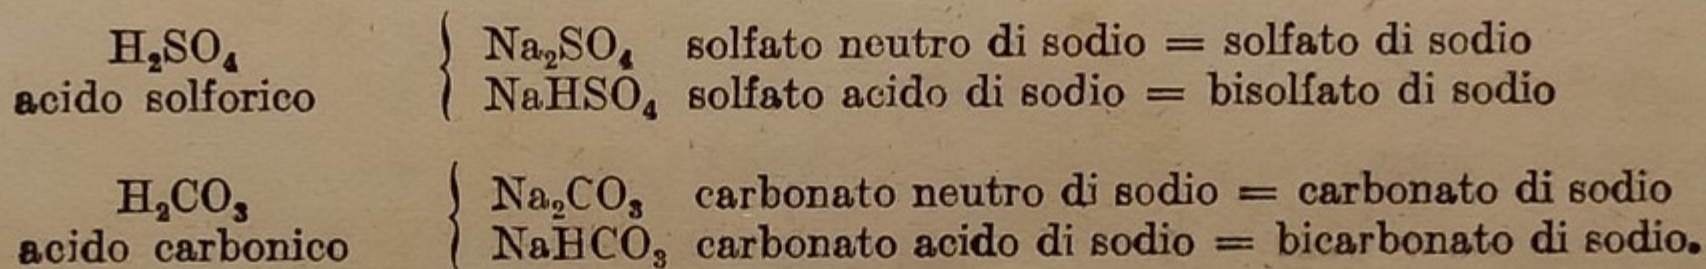 H₂SO₄ { Na₂SO₄ solfato neutro di sodio = solfato di sodio
acido solforico { NaHSO₄ solfato acido di sodio = bisolfato di sodio
H₂CO₃ { Na₂CO₃ carbonato neutro di sodio = carbonato di sodio
acido carbonico { NaHCO₃ carbonato acido di sodio = bicarbonato di sodio.